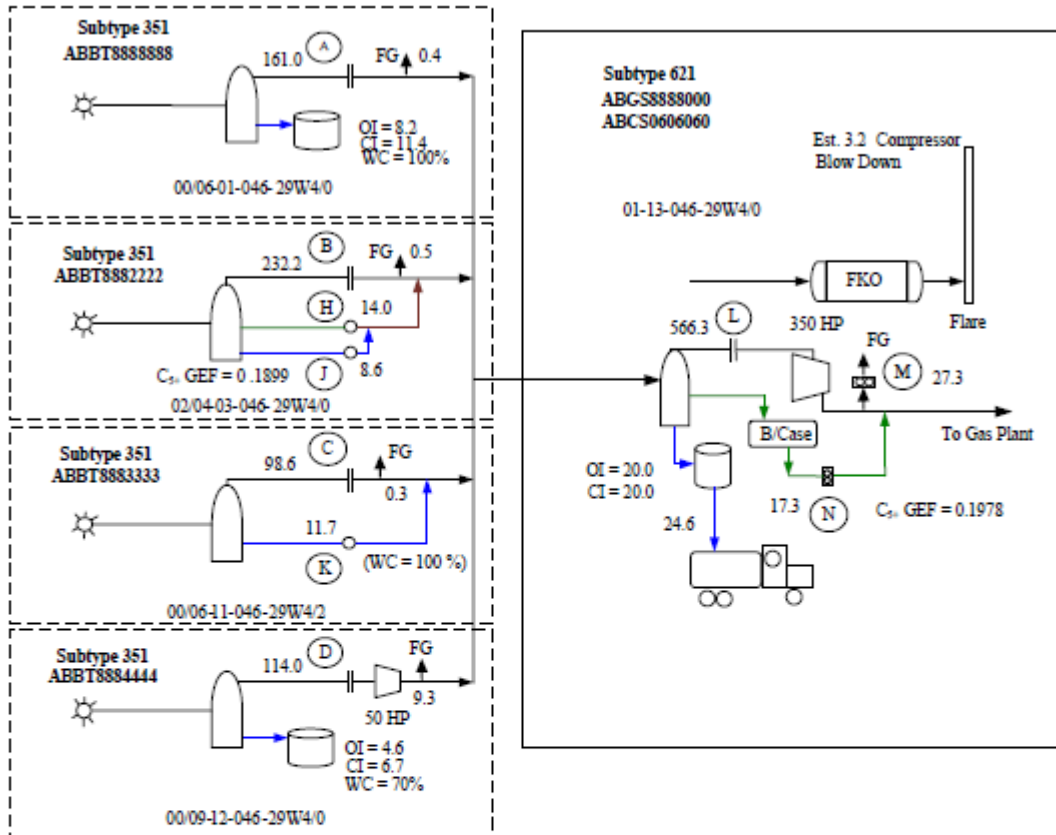 Subtype 351
ABBT8888888
161.0
A
FG
0.4
OI = 8.2
CI = 11.4
WC = 100%
00/06-01-046- 29W4/0
Subtype 351
ABBT8882222
232.2
B
FG
0.5
H
14.0
J
8.6
C5+ GEF = 0 .1899
02/04-03-046- 29W4/0
Subtype 351
ABBT8883333
98.6
C
FG
0.3
11.7
K
(WC = 100 %)
00/06-11-046-29W4/2
Subtype 351
ABBT8884444
114.0
D
FG
9.3
50 HP
OI = 4.6
CI = 6.7
WC = 70%
00/09-12-046-29W4/0
Subtype 621
ABGS8888000
ABCS0606060
Est. 3.2 Compressor
Blow Down
01-13-046-29W4/0
FKO
Flare
566.3
L
350 HP
FG
M
27.3
To Gas Plant
B/Case
OI = 20.0
CI = 20.0
17.3
N
C5+ GEF = 0.1978
24.6